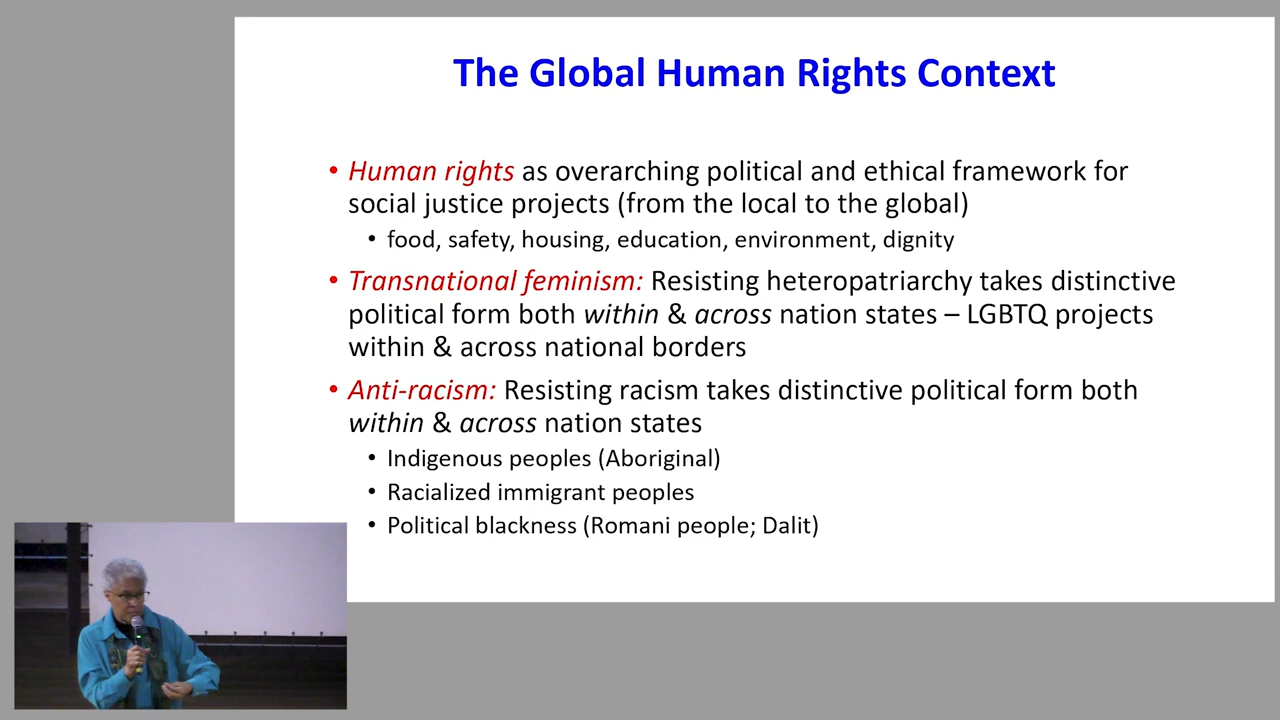 The Global Human Rights Context
• Human rights as overarching political and ethical framework for
social justice projects (from the local to the global)
• food, safety, housing, education, environment, dignity
• Transnational feminism: Resisting heteropatriarchy takes distinctive
political form both within & across nation states – LGBTQ projects
within & across national borders
• Anti-racism: Resisting racism takes distinctive political form both
within & across nation states
• Indigenous peoples (Aboriginal)
• Racialized immigrant peoples
• Political blackness (Romani people; Dalit)